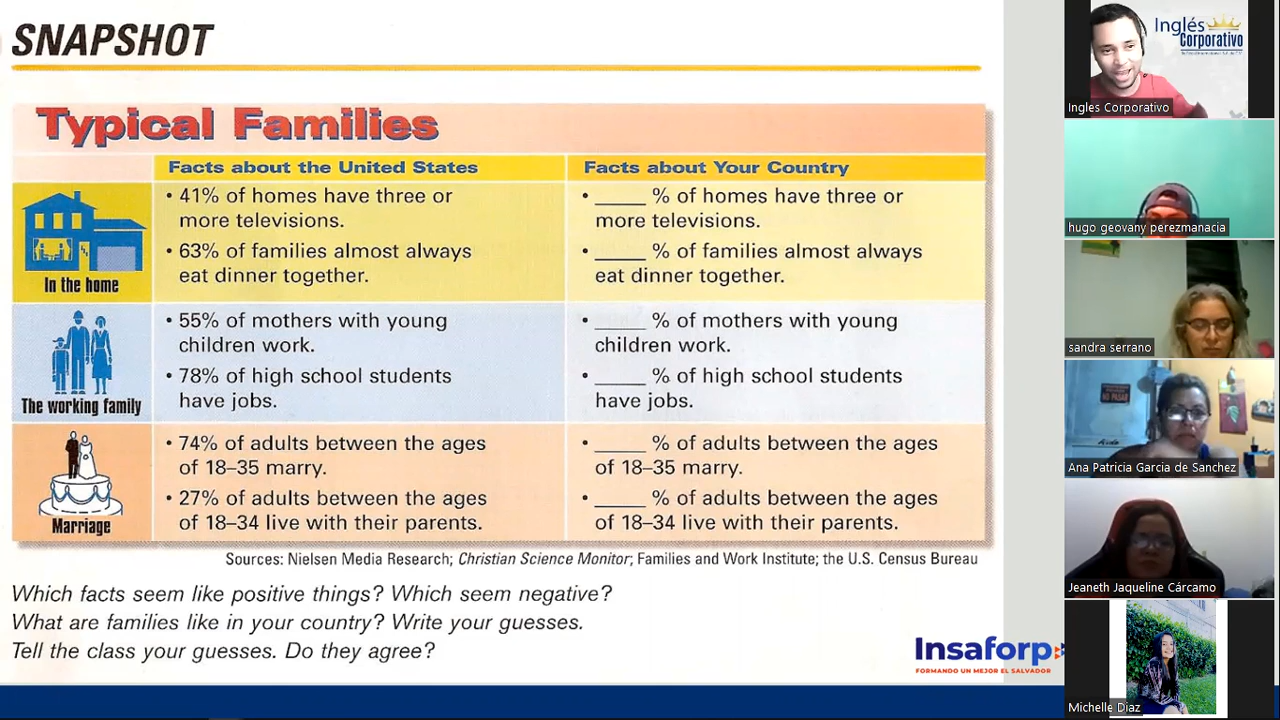 SNAPSHOT
Typical Families
Facts about the United States
Facts about Your Country
In the home
• 41% of homes have three or
more televisions.
• 63% of families almost always
eat dinner together.
• _____ % of homes have three or
more televisions.
• _____ % of families almost always
eat dinner together.
The working family
• 55% of mothers with young
children work.
• 78% of high school students
have jobs.
• _____ % of mothers with young
children work.
• _____ % of high school students
have jobs.
Marriage
• 74% of adults between the ages
of 18–35 marry.
• 27% of adults between the ages
of 18–34 live with their parents.
• _____ % of adults between the ages
of 18–35 marry.
• _____ % of adults between the ages
of 18–34 live with their parents.
Sources: Nielsen Media Research; Christian Science Monitor; Families and Work Institute; the U.S. Census Bureau
Which facts seem like positive things? Which seem negative?
What are families like in your country? Write your guesses.
Tell the class your guesses. Do they agree?
Insaforp
FORMANDO UN MEJOR EL SALVADOR
Inglés
Corporativo
Ingles Corporativo
hugo geovany perezmanacia
sandra serrano
NO PASAR
Ana Patricia Garcia de Sanchez
Jeaneth Jaqueline Cárcamo
Michelle Diaz